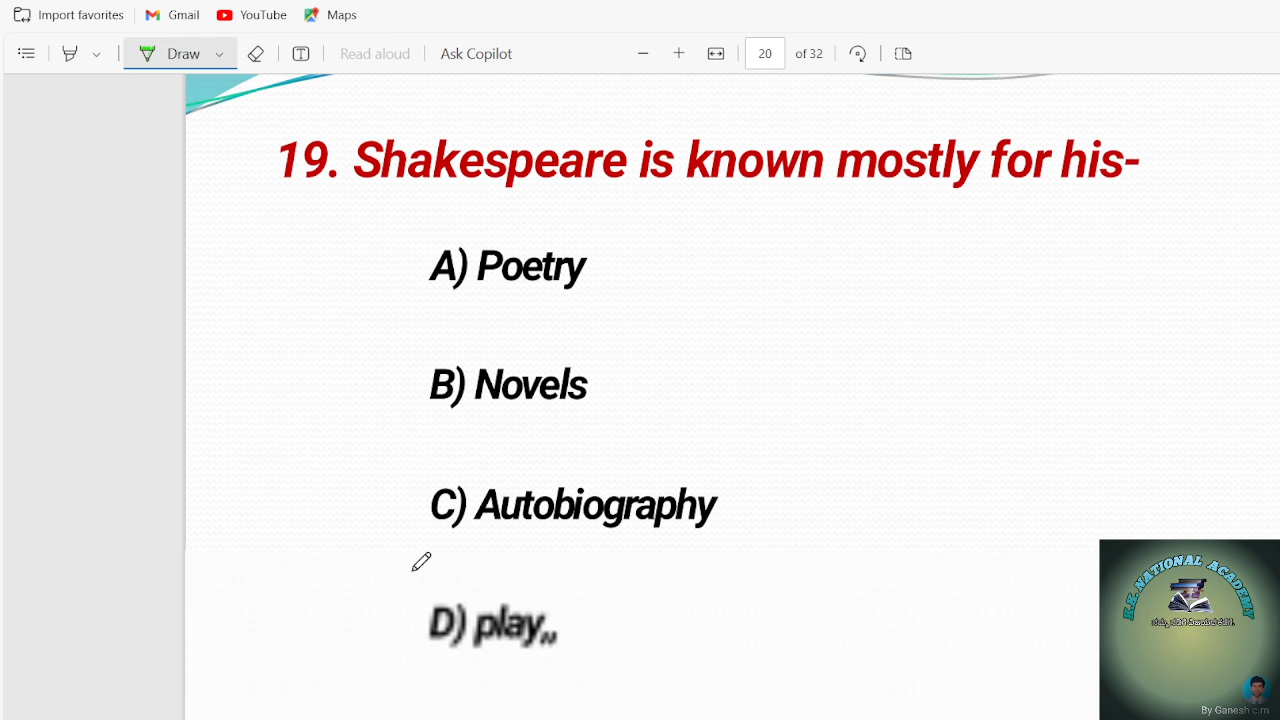 Import favorites Gmail YouTube Maps
Draw Read aloud Ask Copilot 20 of 32
19. Shakespeare is known mostly for his-
A) Poetry
B) Novels
C) Autobiography
D) play,,
K.K. NATIONAL ACADEMY
By Ganesh c.m